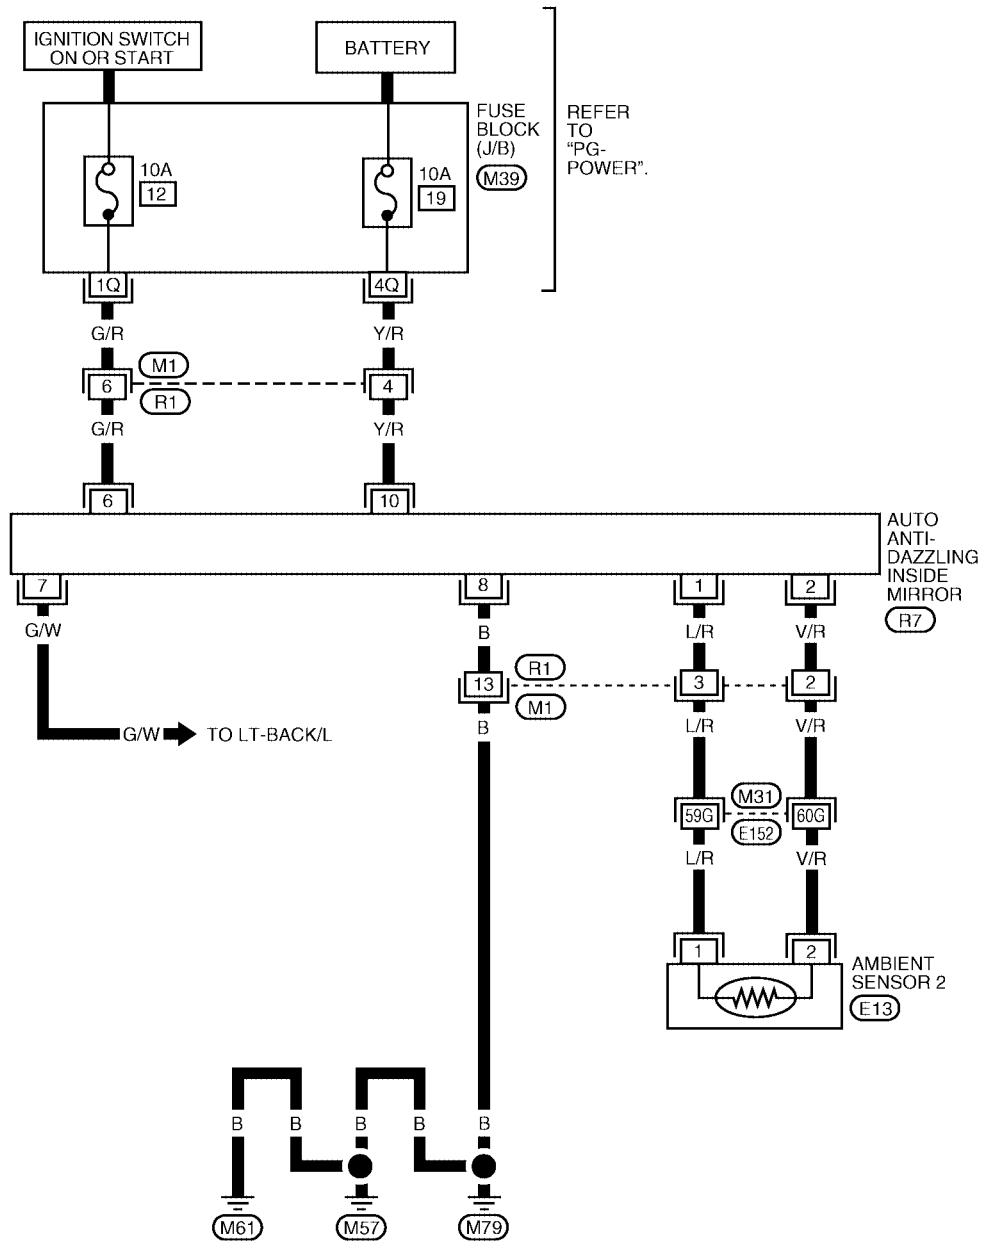 IGNITION SWITCH
ON OR START
BATTERY
FUSE
BLOCK
(J/B)
M39
REFER
TO
“PG-
POWER”.
10A
12
10A
19
1Q
4Q
G/R
Y/R
M1
6
4
R1
G/R
Y/R
6
10
AUTO
ANTI-
DAZZLING
INSIDE
MIRROR
R7
7
8
1
2
G/W
B
L/R
V/R
R1
13
3
2
M1
B
L/R
V/R
G/W
TO LT-BACK/L
M31
59G
60G
E152
L/R
V/R
1
2
AMBIENT
SENSOR 2
E13
B
B
B
B
B
M61
M57
M79